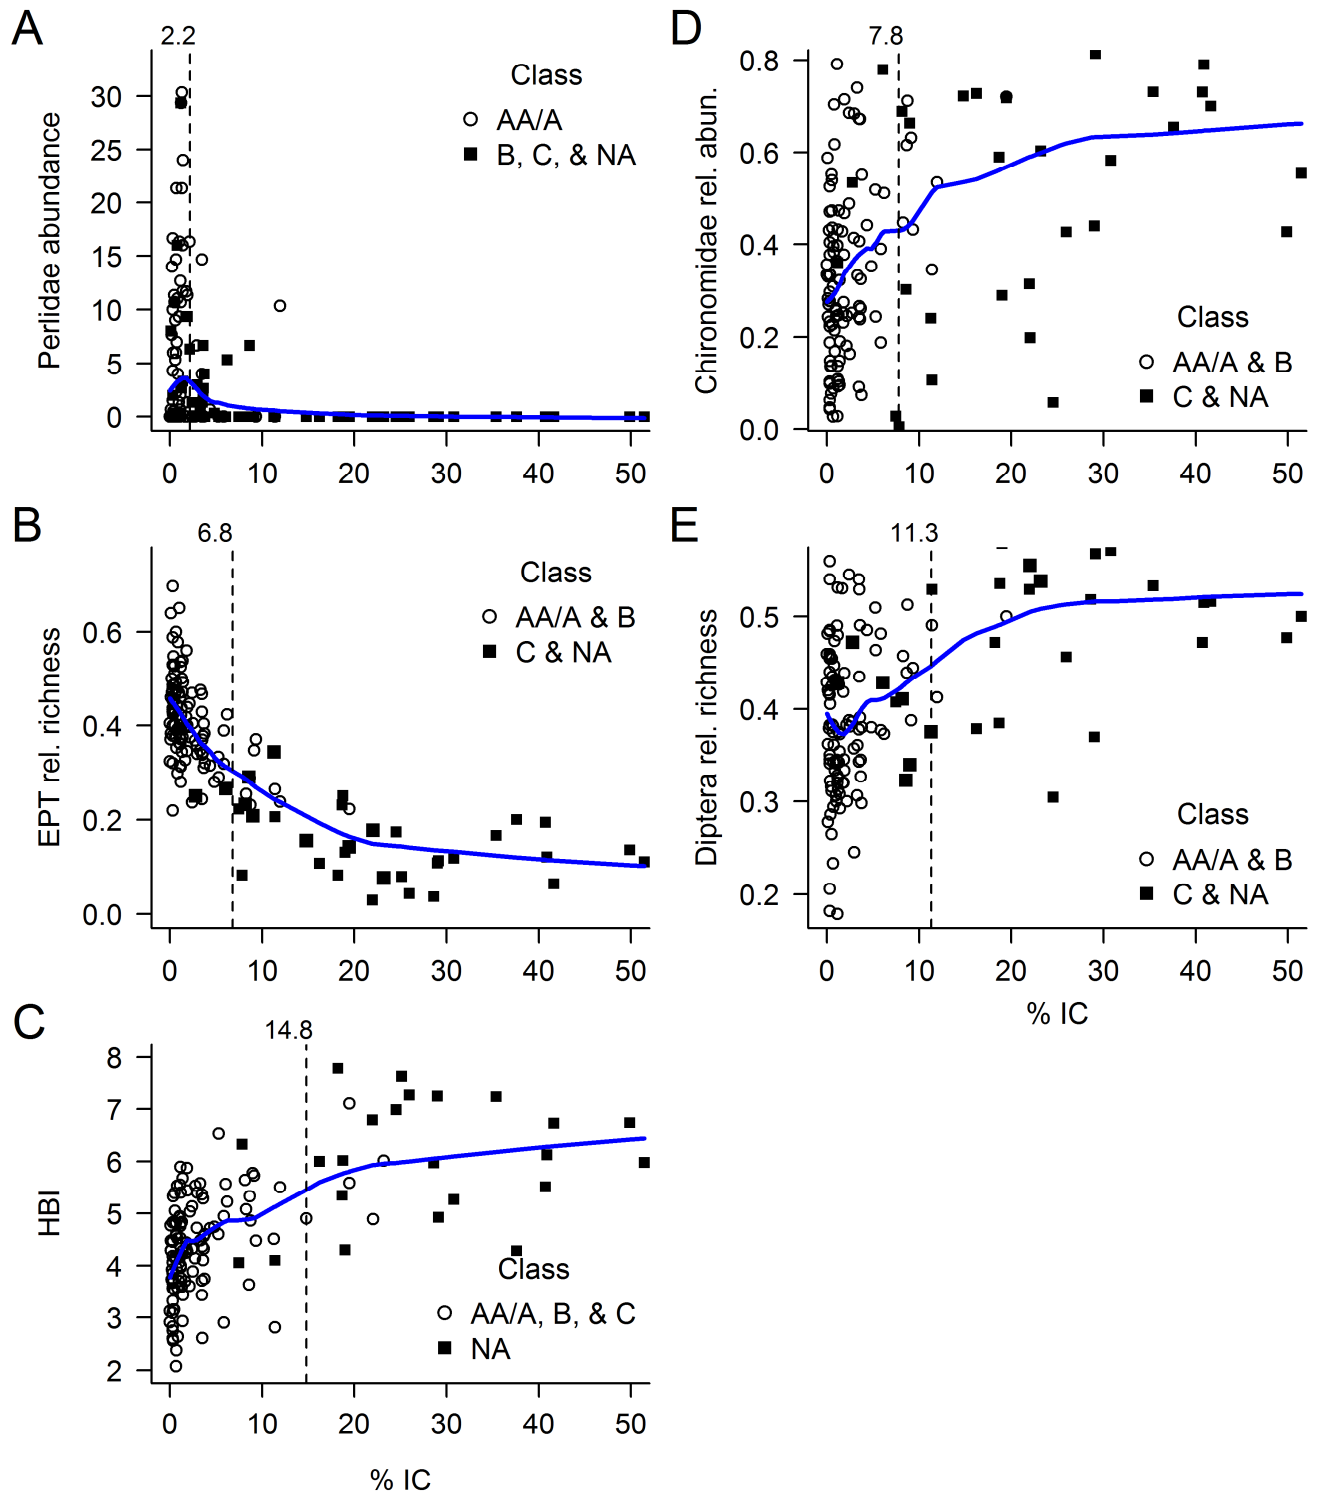 A
2.2
Class
AA/A
B, C, & NA
Perlidae abundance
30
25
20
15
10
5
0
0 10 20 30 40 50
B
6.8
Class
AA/A & B
C & NA
EPT rel. richness
0.6
0.4
0.2
0.0
0 10 20 30 40 50
C
14.8
HBI
8
7
6
5
4
3
2
Class
AA/A, B, & C
NA
0 10 20 30 40 50
% IC
D
7.8
Chironomidae rel. abun.
0.8
0.6
0.4
0.2
0.0
Class
AA/A & B
C & NA
0 10 20 30 40 50
E
11.3
Diptera rel. richness
0.5
0.4
0.3
0.2
Class
AA/A & B
C & NA
0 10 20 30 40 50
% IC